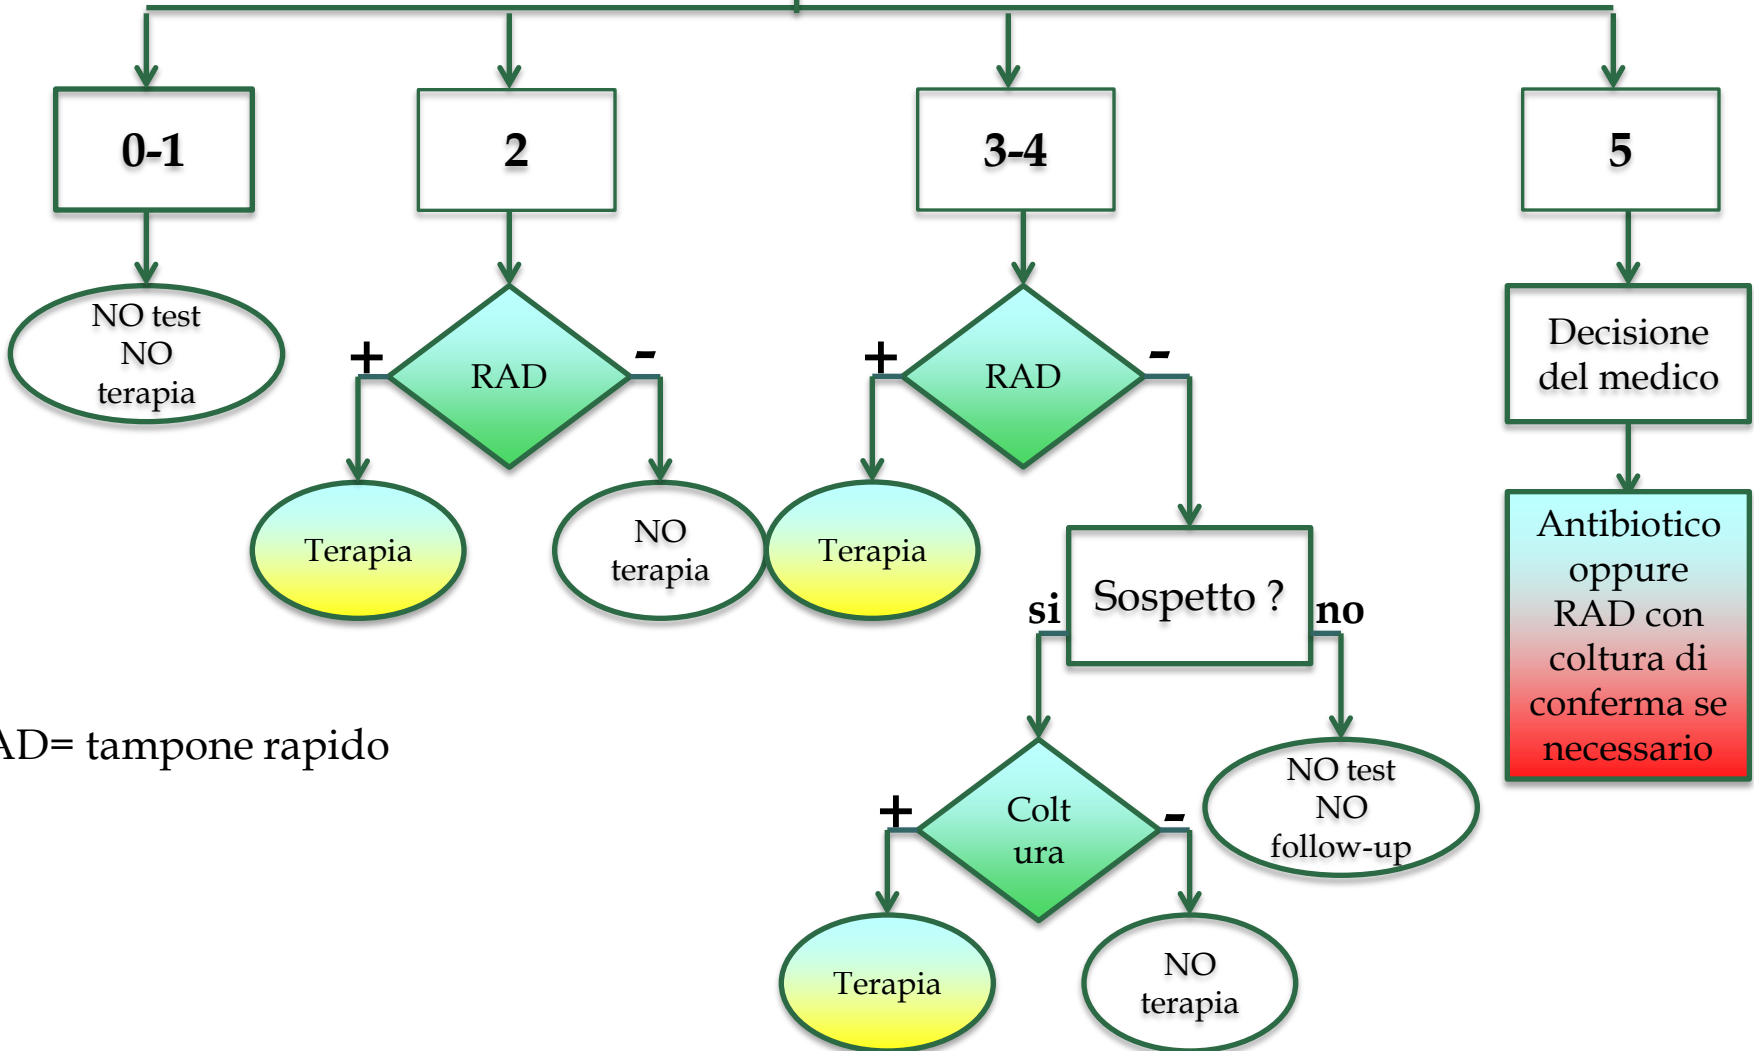 0-1
2
3-4
5
NO test
NO
terapia
+
RAD
-
+
RAD
-
Decisione
del medico
Terapia
NO
terapia
Terapia
si
Sospetto ?
no
Antibiotico
oppure
RAD con
coltura di
conferma se
necessario
AD= tampone rapido
+
Colt
ura
-
NO test
NO
follow-up
Terapia
NO
terapia